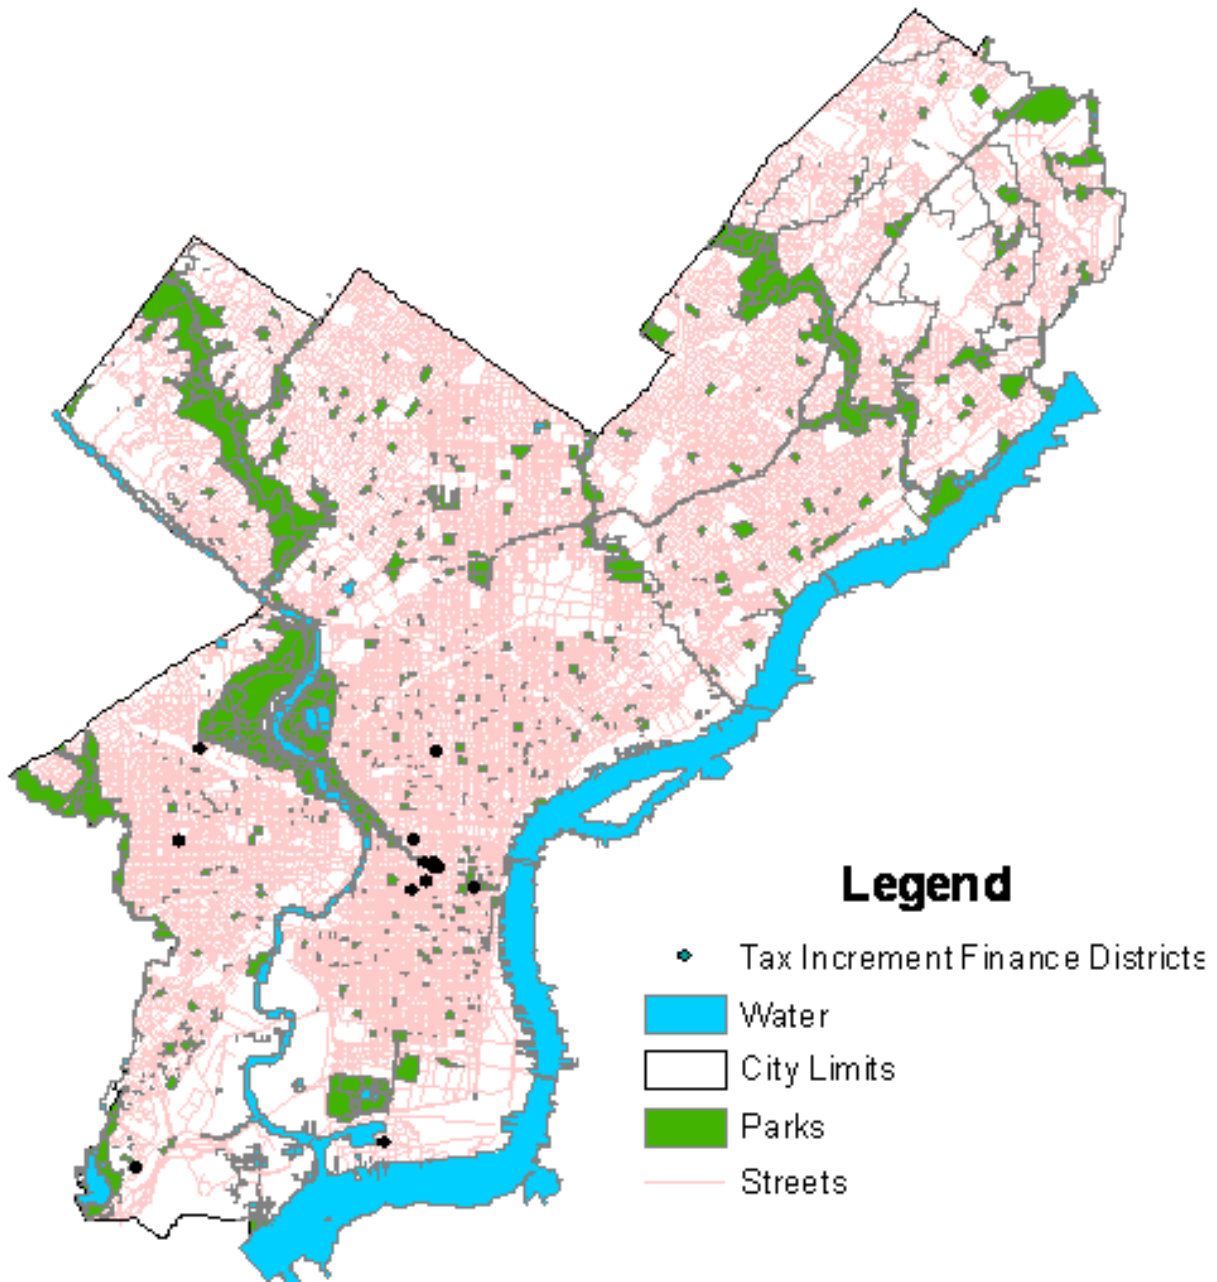 Legend
Tax Increment Finance Districts
Water
City Limits
Parks
Streets